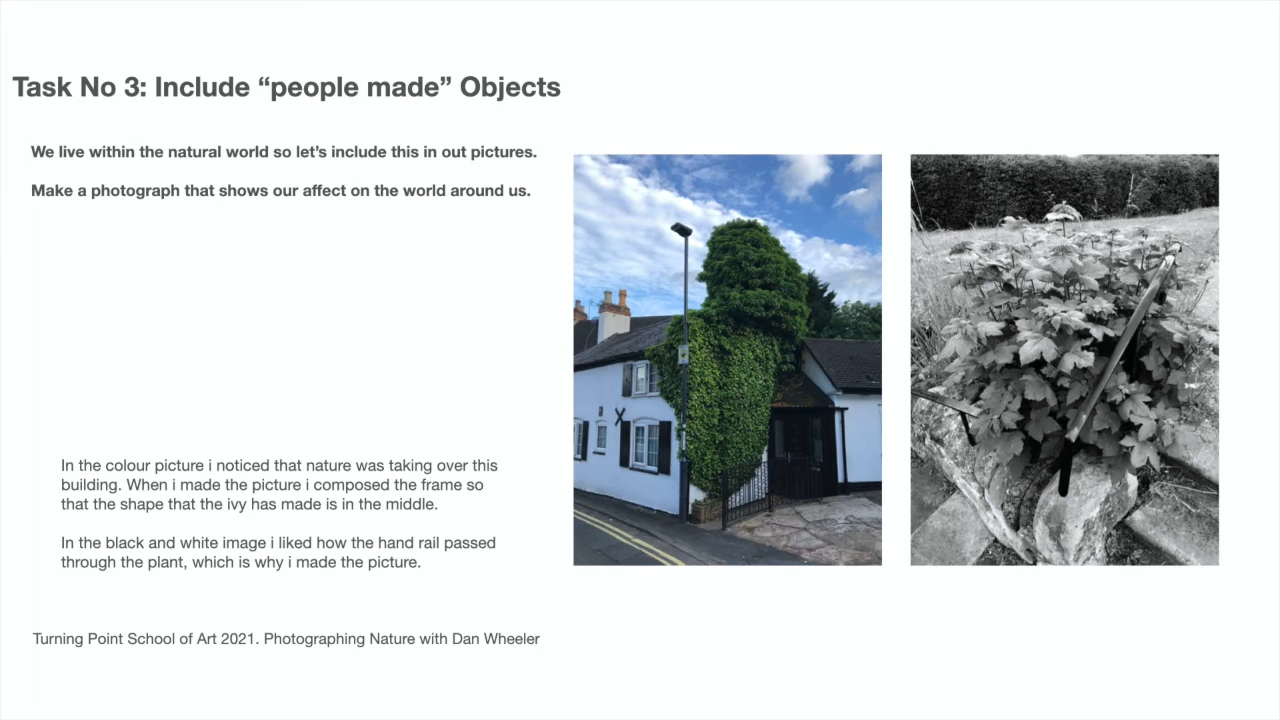 Task No 3: Include “people made” Objects
We live within the natural world so let’s include this in out pictures.
Make a photograph that shows our affect on the world around us.
In the colour picture i noticed that nature was taking over this
building. When i made the picture i composed the frame so
that the shape that the ivy has made is in the middle.
In the black and white image i liked how the hand rail passed
through the plant, which is why i made the picture.
Turning Point School of Art 2021. Photographing Nature with Dan Wheeler